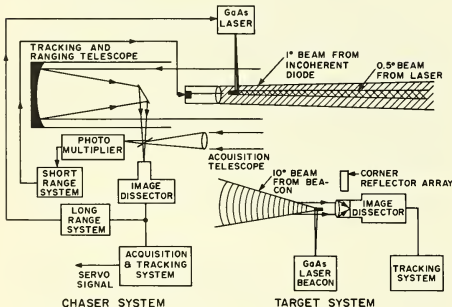 GaAs
LASER
TRACKING AND
RANGING TELESCOPE
1° BEAM FROM
INCOHERENT
DIODE
0.5° BEAM
FROM LASER
PHOTO
MULTIPLIER
ACQUISITION
TELESCOPE
SHORT
RANGE
SYSTEM
IMAGE
DISSECTOR
LONG
RANGE
SYSTEM
ACQUISITION
& TRACKING
SYSTEM
SERVO
SIGNAL
CHASER SYSTEM
CORNER
REFLECTOR ARRAY
10° BEAM
FROM BEA-
CON
IMAGE
DISSECTOR
GaAs
LASER
BEACON
TRACKING
SYSTEM
TARGET SYSTEM